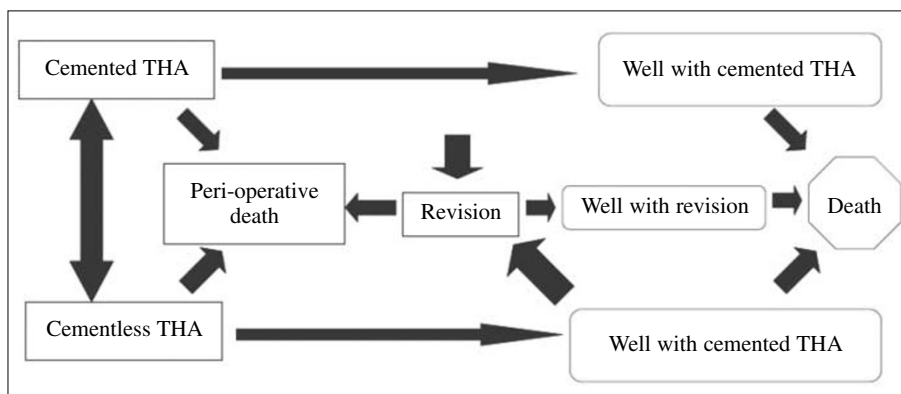 Cemented THA
Well with cemented THA
Peri-operative
death
Revision
Well with revision
Death
Cementless THA
Well with cemented THA